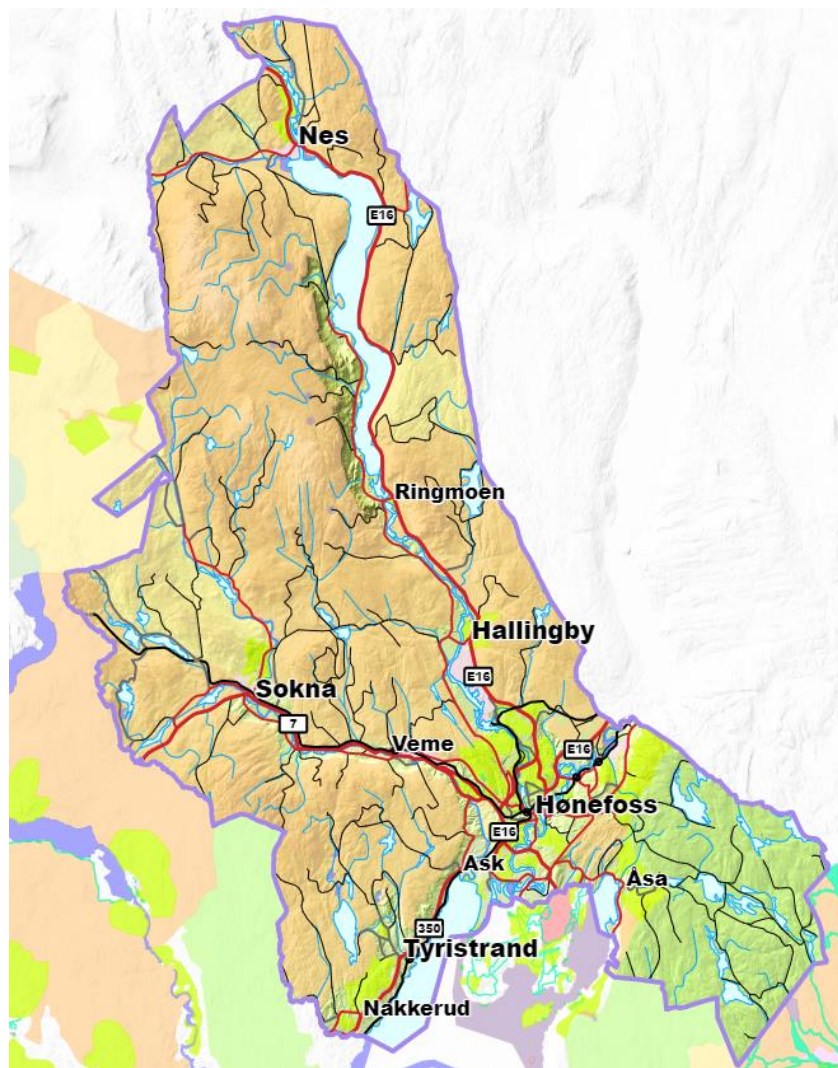 Nes
E16
Ringmoen
Hallingby
E16
Sokna
7
Veme
E16
Hønefoss
E16
Ask
Åsa
350
Tyristrand
Nakkerud